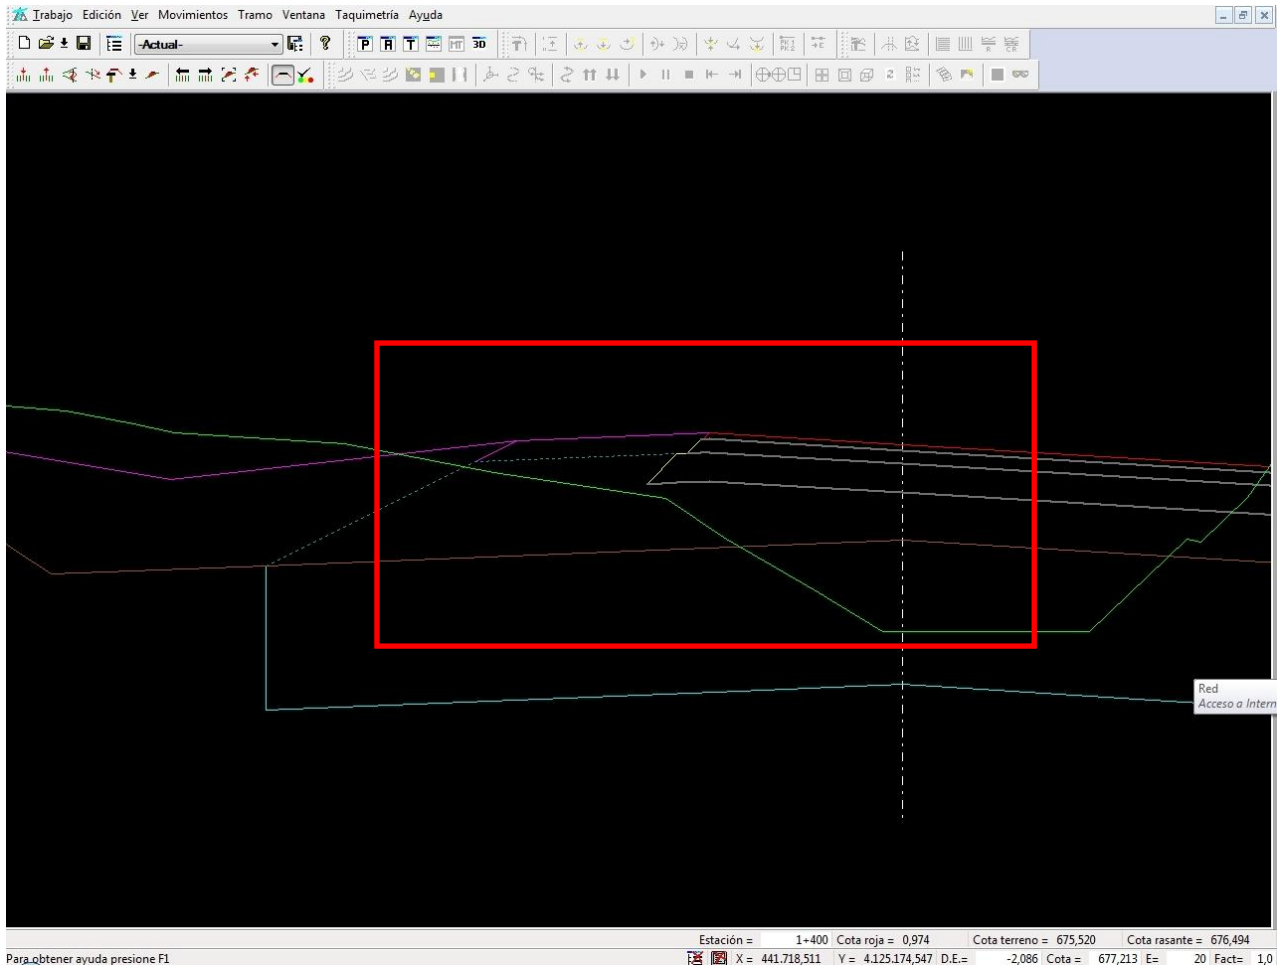 Trabajo Edición Ver Movimientos Tramo Ventana Taquimetría Ayuda
-Actual- ? P A T MT 3D
Red
Acceso a Intern
Estación = 1+400 Cota roja = 0,974 Cota terreno = 675,520 Cota rasante = 676,494
Para obtener ayuda presione F1 X = 441.718,511 Y = 4.125.174,547 D.E.= -2,086 Cota = 677,213 E= 20 Fact= 1,0